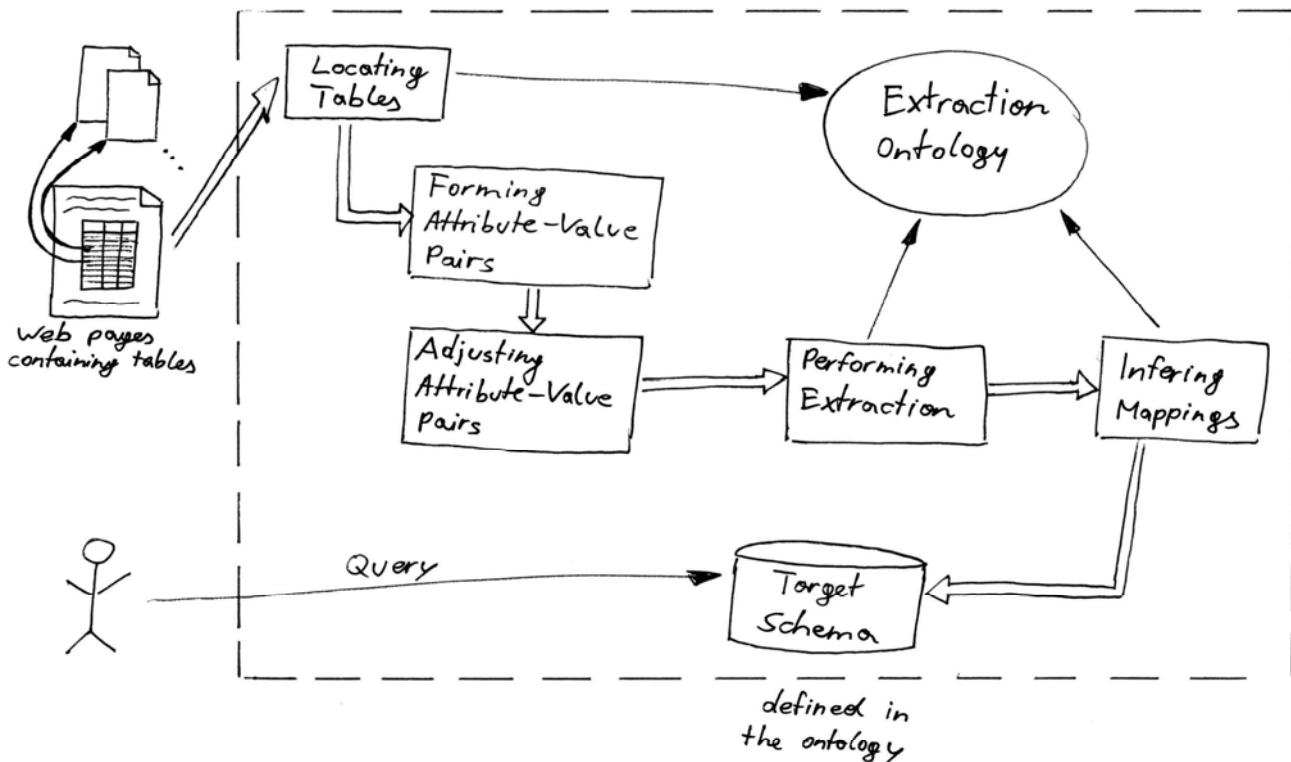 Locating
Tables
Extraction
Ontology
Forming
Attribute-Value
Pairs
Web pages
containing tables
Adjusting
Attribute-Value
Pairs
Performing
Extraction
Infering
Mappings
Query
Target
Schema
defined in
the ontology